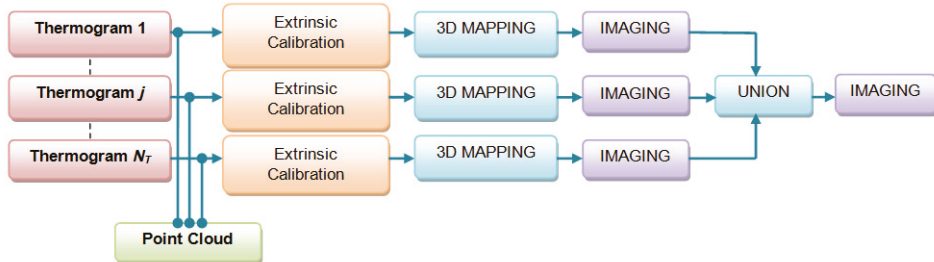 Thermogram 1
Extrinsic
Calibration
3D MAPPING
IMAGING
Thermogram j
Extrinsic
Calibration
3D MAPPING
IMAGING
UNION
IMAGING
Thermogram N_T
Extrinsic
Calibration
3D MAPPING
IMAGING
Point Cloud